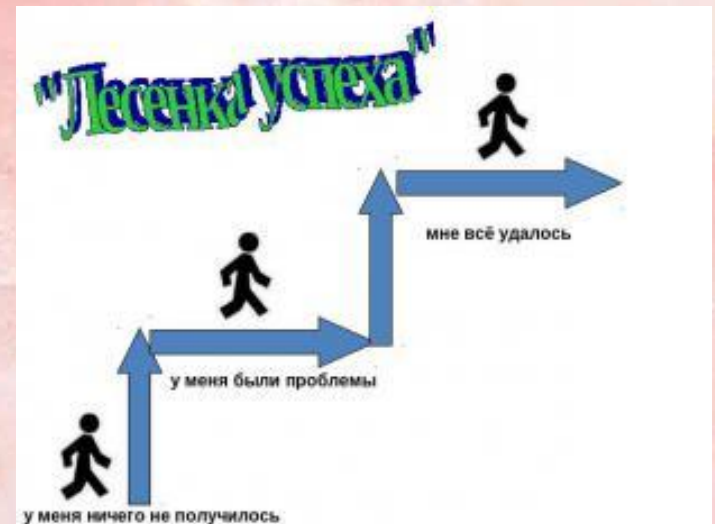 "Лесенка успеха"
мне всё удалось
у меня были проблемы
у меня ничего не получилось